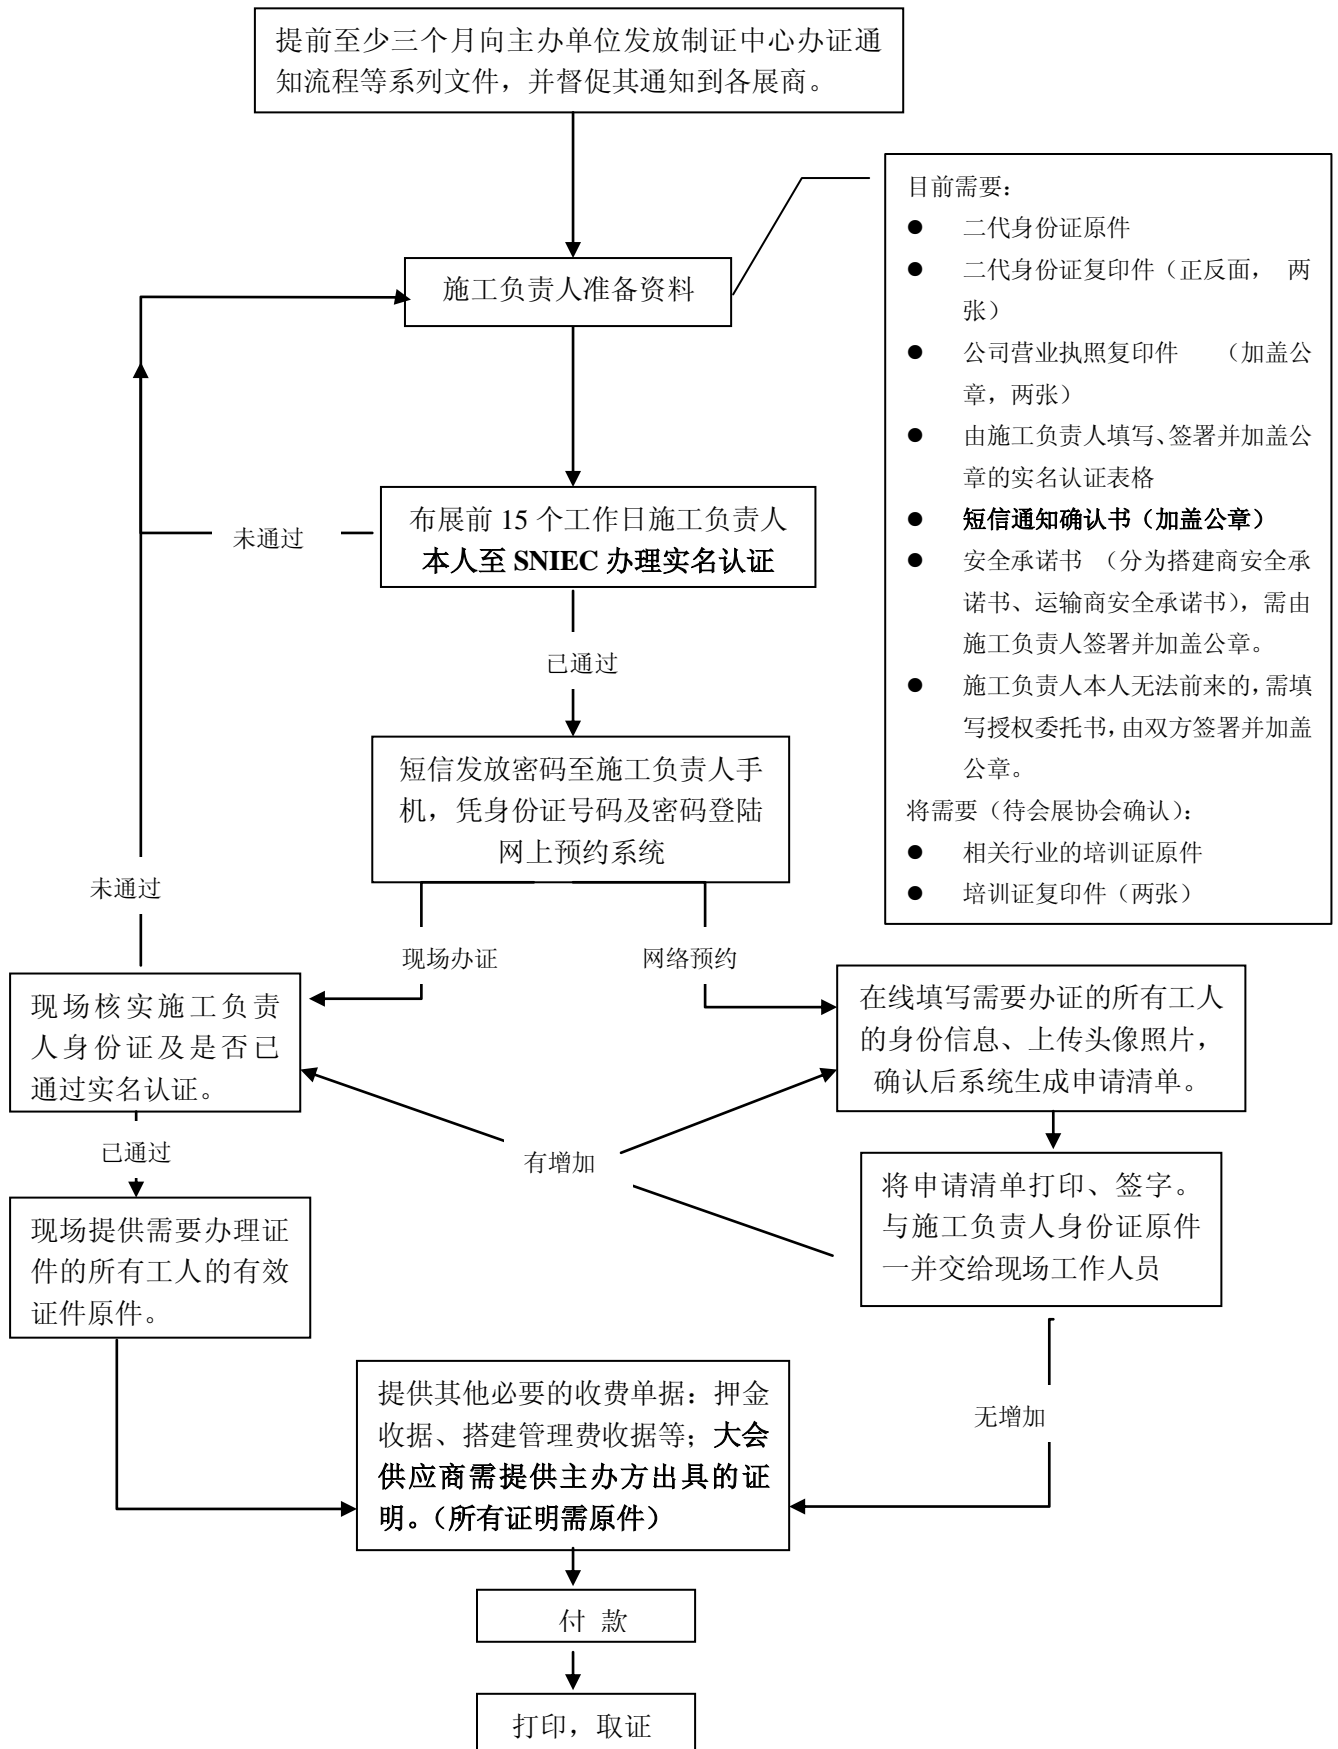 提前至少三个月向主办单位发放制证中心办证通
知流程等系列文件，并督促其通知到各展商。
施工负责人准备资料
目前需要：
● 二代身份证原件
● 二代身份证复印件（正反面， 两
张）
● 公司营业执照复印件 （加盖公
章，两张）
● 由施工负责人填写、签署并加盖公
章的实名认证表格
● 短信通知确认书（加盖公章）
● 安全承诺书 （分为搭建商安全承
诺书、运输商安全承诺书），需由
施工负责人签署并加盖公章。
● 施工负责人本人无法前来的，需填
写授权委托书，由双方签署并加盖
公章。
将需要（待会展协会确认）：
● 相关行业的培训证原件
● 培训证复印件（两张）
布展前 15 个工作日施工负责人
本人至 SNIEC 办理实名认证
未通过
已通过
短信发放密码至施工负责人手
机，凭身份证号码及密码登陆
网上预约系统
未通过
现场办证
网络预约
现场核实施工负责
人身份证及是否已
通过实名认证。
在线填写需要办证的所有工人
的身份信息、上传头像照片，
确认后系统生成申请清单。
已通过
有增加
现场提供需要办理证
件的所有工人的有效
证件原件。
将申请清单打印、签字。
与施工负责人身份证原件
一并交给现场工作人员
无增加
提供其他必要的收费单据：押金
收据、搭建管理费收据等；大会
供应商需提供主办方出具的证
明。（所有证明需原件）
付 款
打印，取证